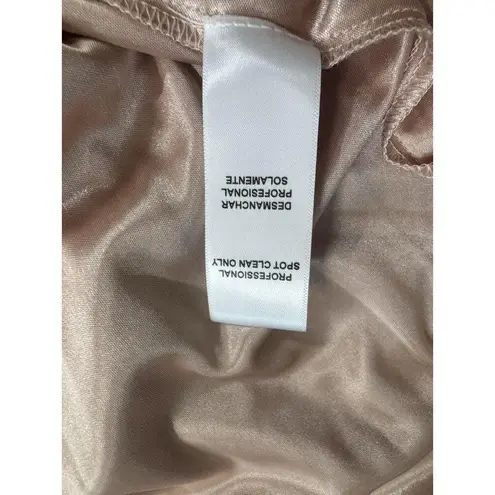 PROFESSIONAL
SPOT CLEAN ONLY
DESMANCHAR
PROFESIONAL
SOLAMENTE